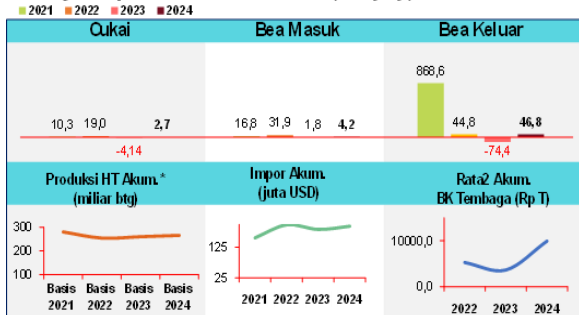 2021 2022 2023 2024
Cukai Bea Masuk Bea Keluar
868,6
10,3 19,0 2,7 16,8 31,9 1,8 4,2 44,8 46,8
-4,14 -74,4
Produksi HT Akum.*
(miliar btg)
300
200
100
Basis Basis Basis Basis
2021 2022 2023 2024
Impor Akum.
(juta USD)
125
25
2021 2022 2023 2024
Rata2 Akum.
BK Tembaga (Rp T)
10000,0
0,0
2022 2023 2024